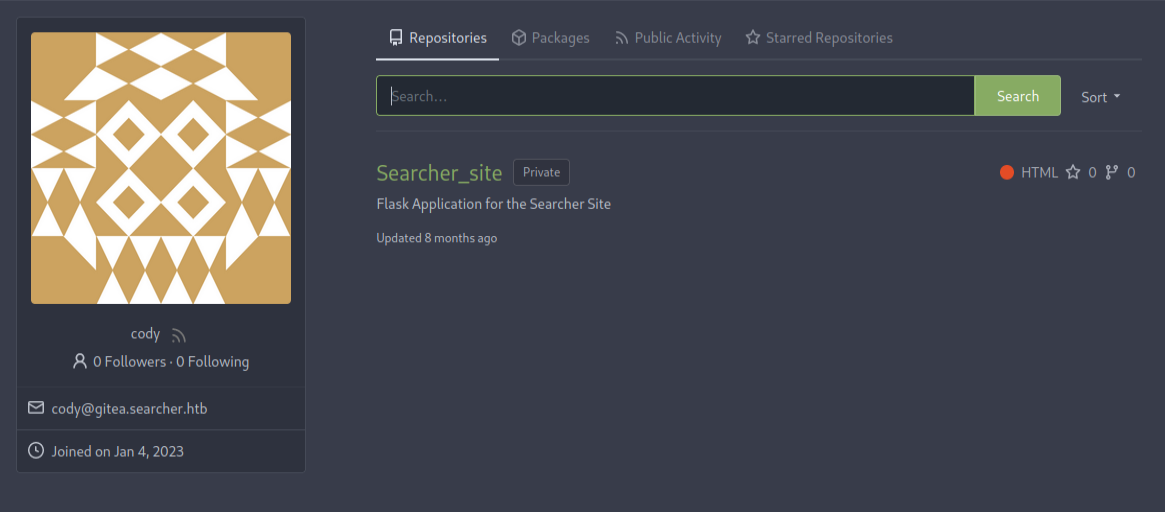 Repositories Packages Public Activity Starred Repositories
Search... Search Sort
Searcher_site Private HTML 0 0
Flask Application for the Searcher Site
Updated 8 months ago
cody
0 Followers · 0 Following
cody@gitea.searcher.htb
Joined on Jan 4, 2023